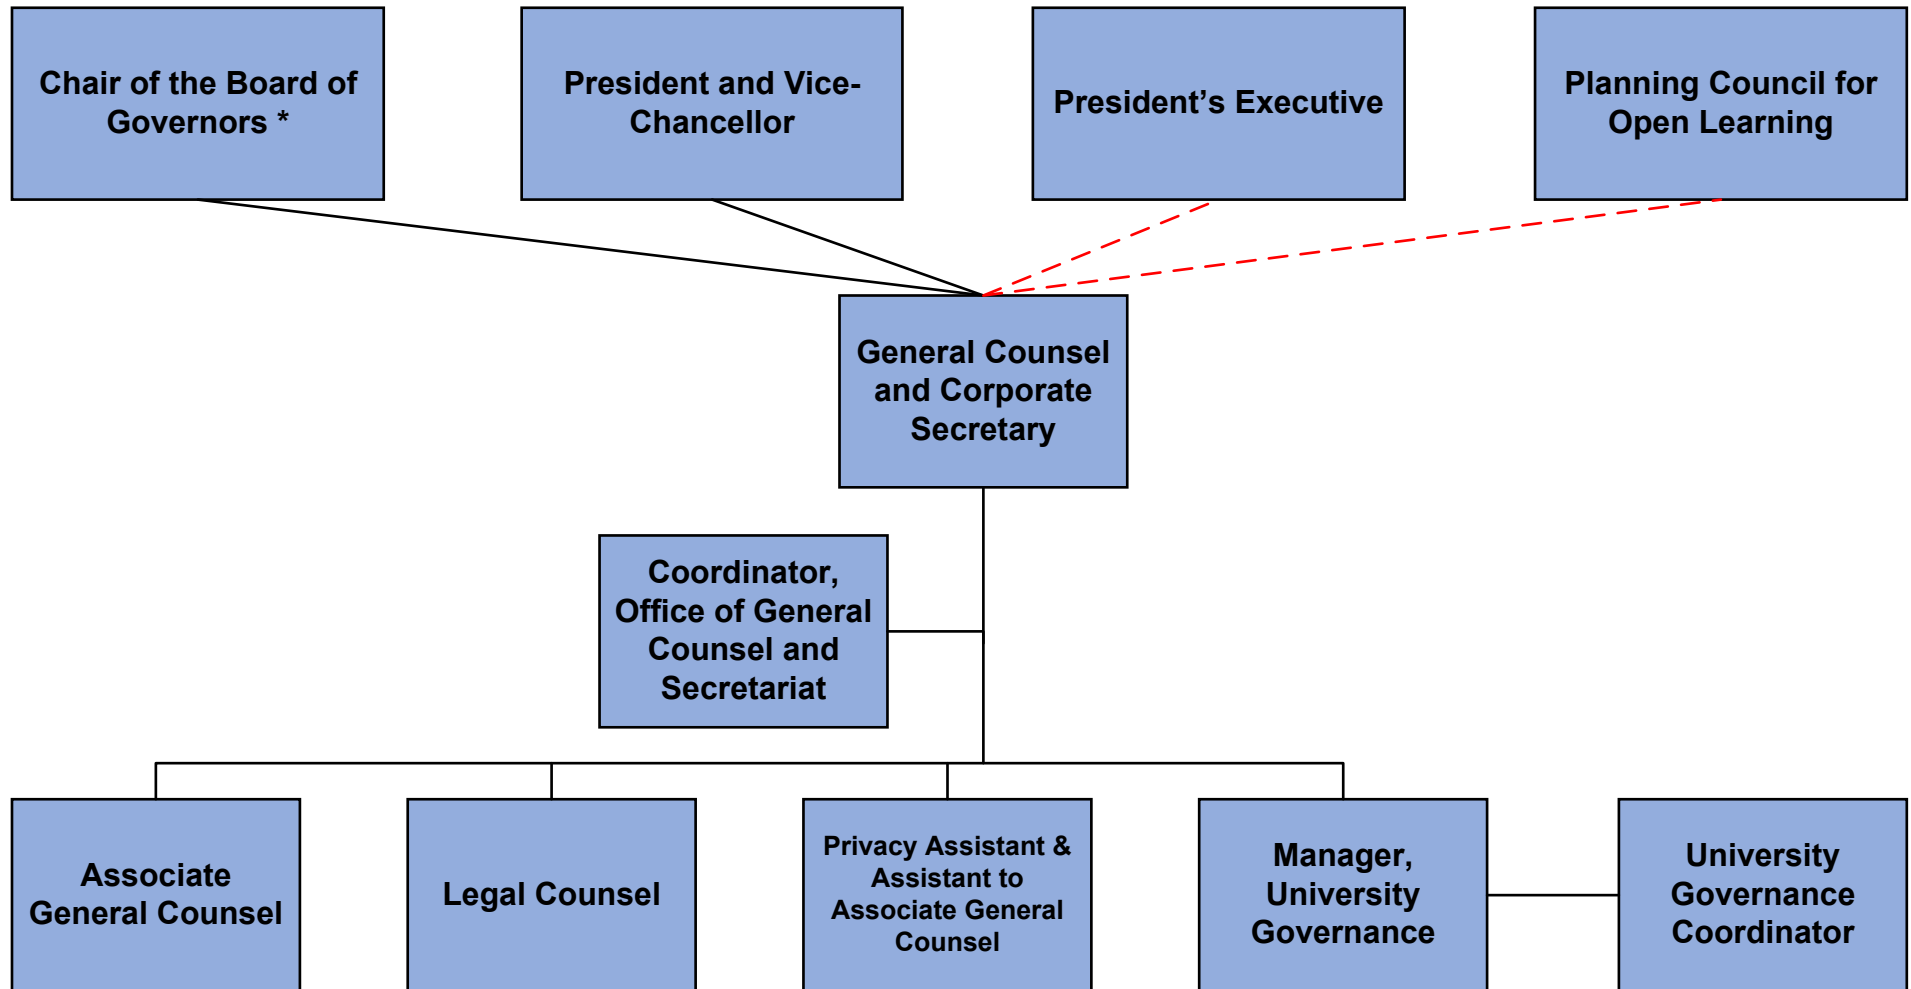 Chair of the Board of
Governors *
President and Vice-
Chancellor
President’s Executive
Planning Council for
Open Learning
General Counsel
and Corporate
Secretary
Coordinator,
Office of General
Counsel and
Secretariat
Associate
General Counsel
Legal Counsel
Privacy Assistant &
Assistant to
Associate General
Counsel
Manager,
University
Governance
University
Governance
Coordinator